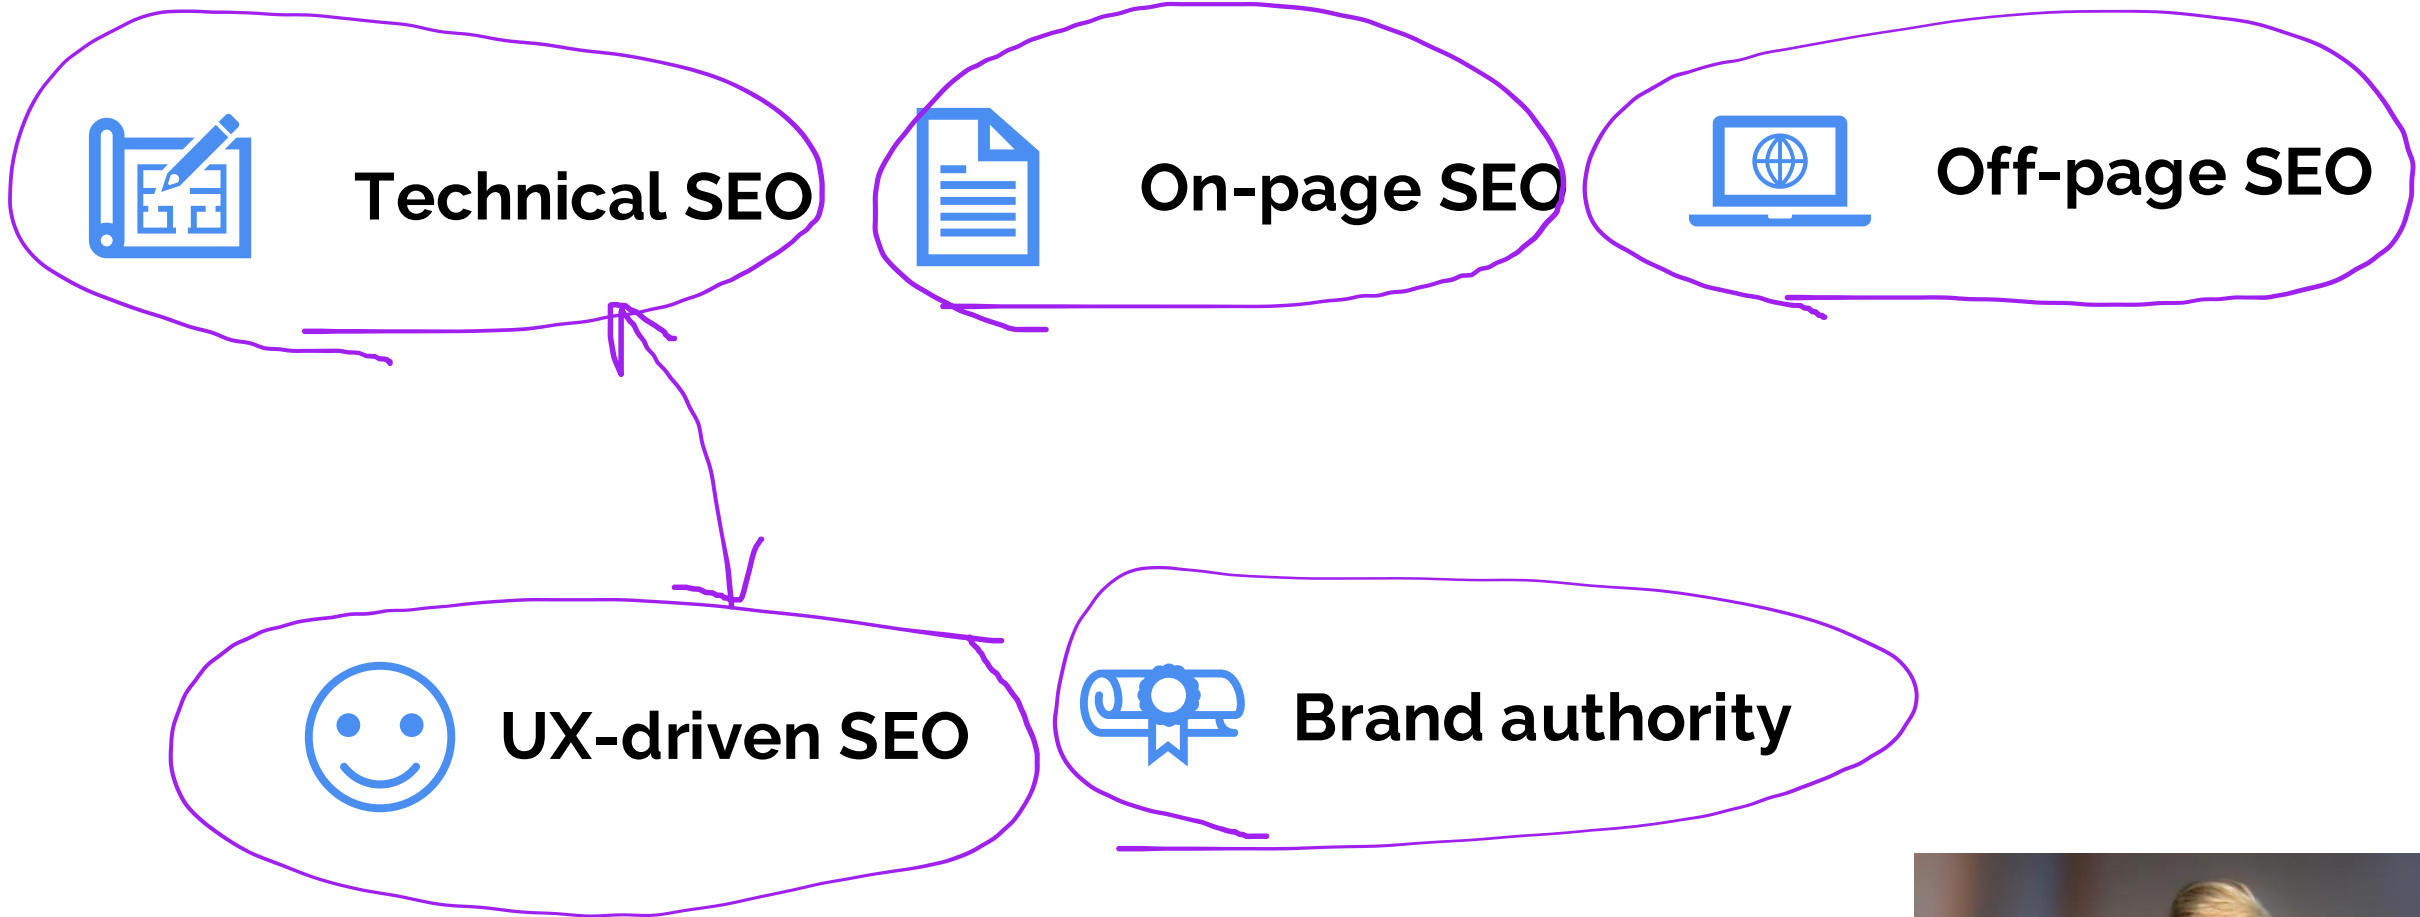 Technical SEO
On-page SEO
Off-page SEO
UX-driven SEO
Brand authority